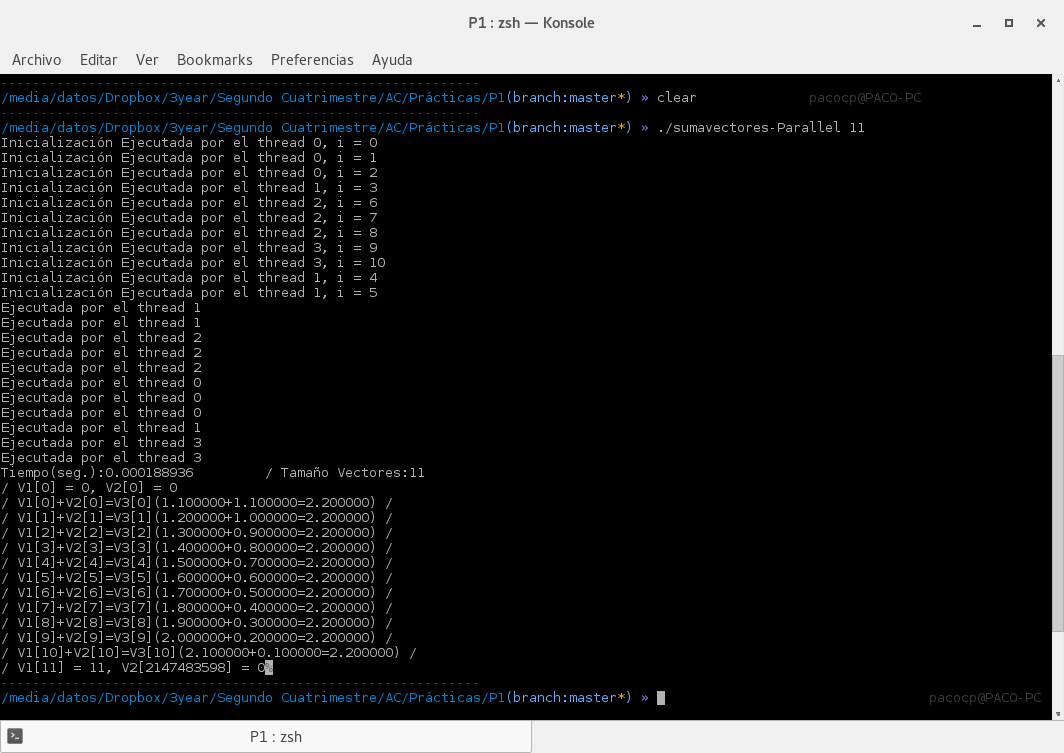 P1 : zsh — Konsole
Archivo Editar Ver Bookmarks Preferencias Ayuda
------------------------------------------------------------
/media/datos/Dropbox/3year/Segundo Cuatrimestre/AC/Prácticas/P1(branch:master*) » clear pacocp@PACO-PC
------------------------------------------------------------
/media/datos/Dropbox/3year/Segundo Cuatrimestre/AC/Prácticas/P1(branch:master*) » ./sumavectores-Parallel 11
Inicialización Ejecutada por el thread 0, i = 0
Inicialización Ejecutada por el thread 0, i = 1
Inicialización Ejecutada por el thread 0, i = 2
Inicialización Ejecutada por el thread 1, i = 3
Inicialización Ejecutada por el thread 2, i = 6
Inicialización Ejecutada por el thread 2, i = 7
Inicialización Ejecutada por el thread 2, i = 8
Inicialización Ejecutada por el thread 3, i = 9
Inicialización Ejecutada por el thread 3, i = 10
Inicialización Ejecutada por el thread 1, i = 4
Inicialización Ejecutada por el thread 1, i = 5
Ejecutada por el thread 1
Ejecutada por el thread 1
Ejecutada por el thread 2
Ejecutada por el thread 2
Ejecutada por el thread 2
Ejecutada por el thread 0
Ejecutada por el thread 0
Ejecutada por el thread 0
Ejecutada por el thread 1
Ejecutada por el thread 3
Ejecutada por el thread 3
Tiempo(seg.):0.000188936 / Tamaño Vectores:11
/ V1[0] = 0, V2[0] = 0
/ V1[0]+V2[0]=V3[0](1.100000+1.100000=2.200000) /
/ V1[1]+V2[1]=V3[1](1.200000+1.000000=2.200000) /
/ V1[2]+V2[2]=V3[2](1.300000+0.900000=2.200000) /
/ V1[3]+V2[3]=V3[3](1.400000+0.800000=2.200000) /
/ V1[4]+V2[4]=V3[4](1.500000+0.700000=2.200000) /
/ V1[5]+V2[5]=V3[5](1.600000+0.600000=2.200000) /
/ V1[6]+V2[6]=V3[6](1.700000+0.500000=2.200000) /
/ V1[7]+V2[7]=V3[7](1.800000+0.400000=2.200000) /
/ V1[8]+V2[8]=V3[8](1.900000+0.300000=2.200000) /
/ V1[9]+V2[9]=V3[9](2.000000+0.200000=2.200000) /
/ V1[10]+V2[10]=V3[10](2.100000+0.100000=2.200000) /
/ V1[11] = 11, V2[2147483598] = 0%
------------------------------------------------------------
/media/datos/Dropbox/3year/Segundo Cuatrimestre/AC/Prácticas/P1(branch:master*) » pacocp@PACO-PC
P1 : zsh